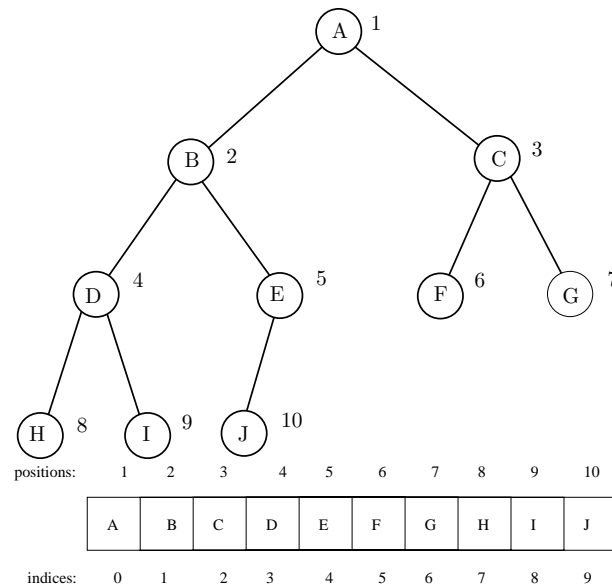 A 1
B 2
C 3
D 4
E 5
F 6
G 7
H 8
I 9
J 10
positions: 1 2 3 4 5 6 7 8 9 10
A B C D E F G H I J
indices: 0 1 2 3 4 5 6 7 8 9